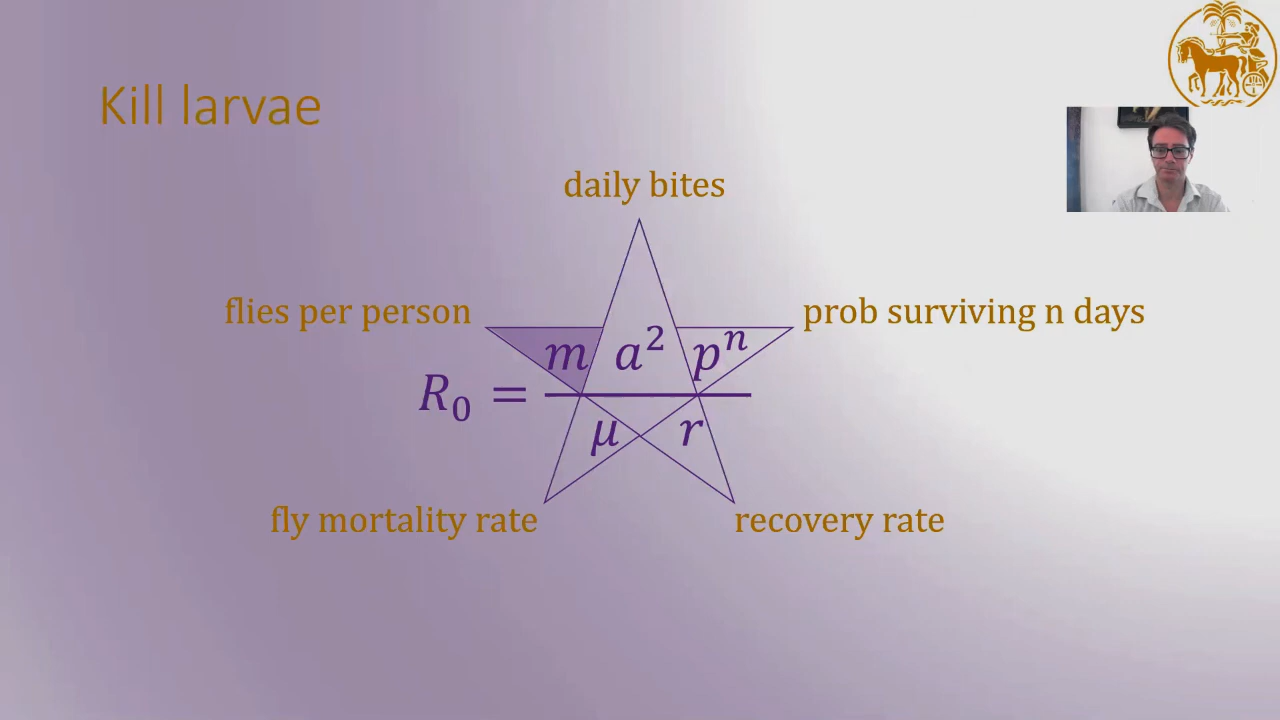 Kill larvae
daily bites
flies per person
prob surviving n days
R₀ = m a² pⁿ / μ r
fly mortality rate
recovery rate